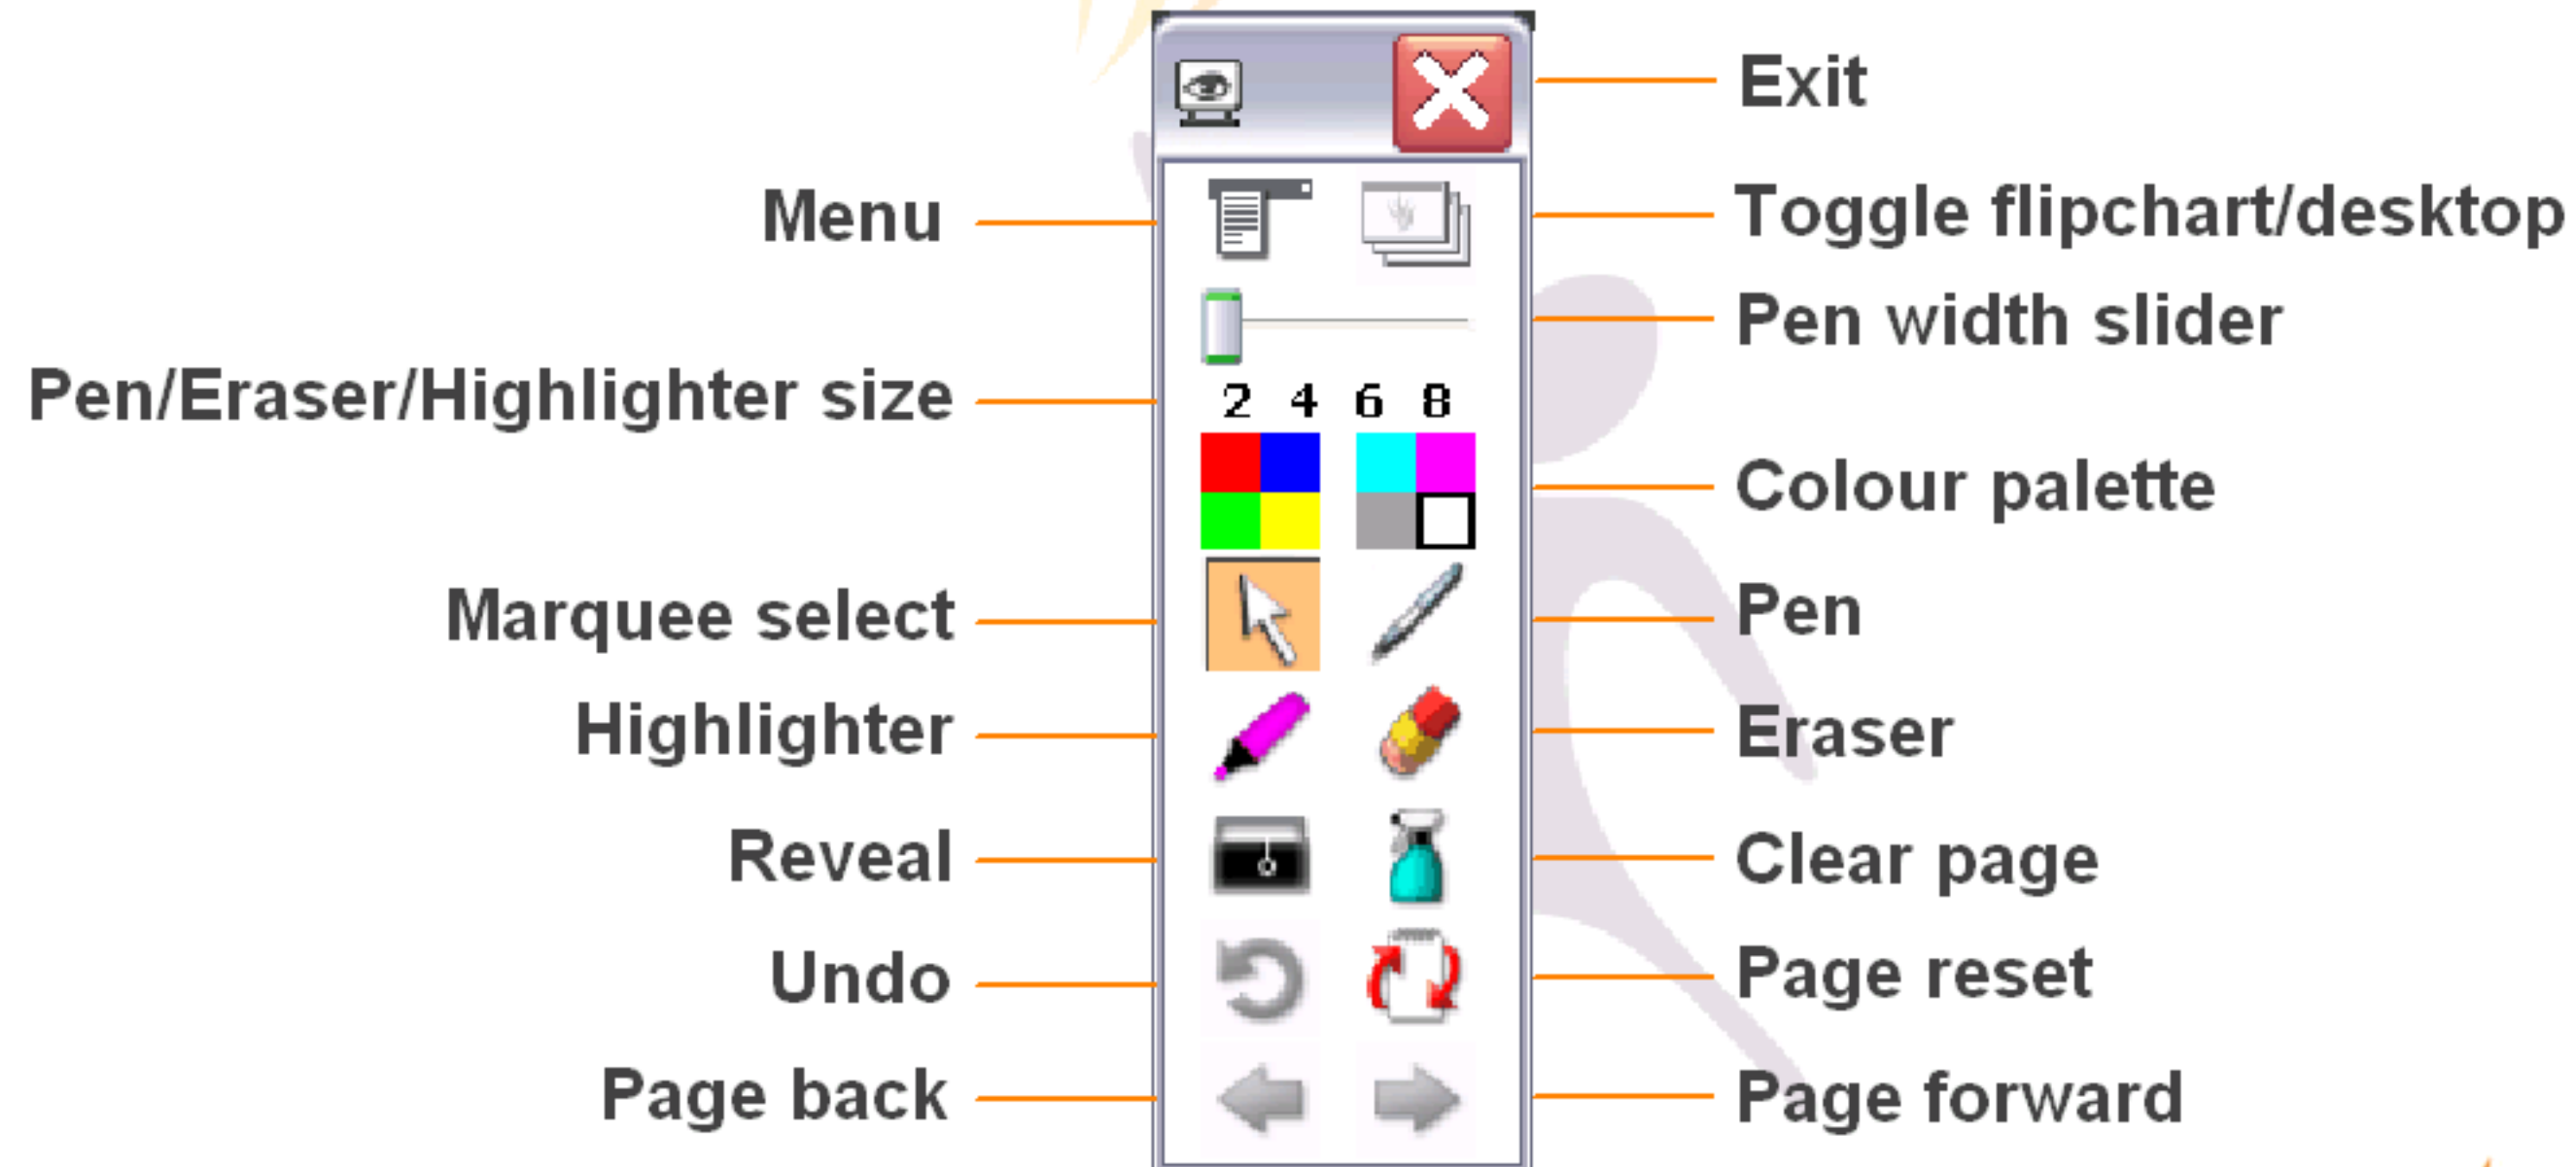 Exit
Menu
Toggle flipchart/desktop
Pen width slider
Pen/Eraser/Highlighter size
2 4 6 8
Colour palette
Marquee select
Pen
Highlighter
Eraser
Reveal
Clear page
Undo
Page reset
Page back
Page forward